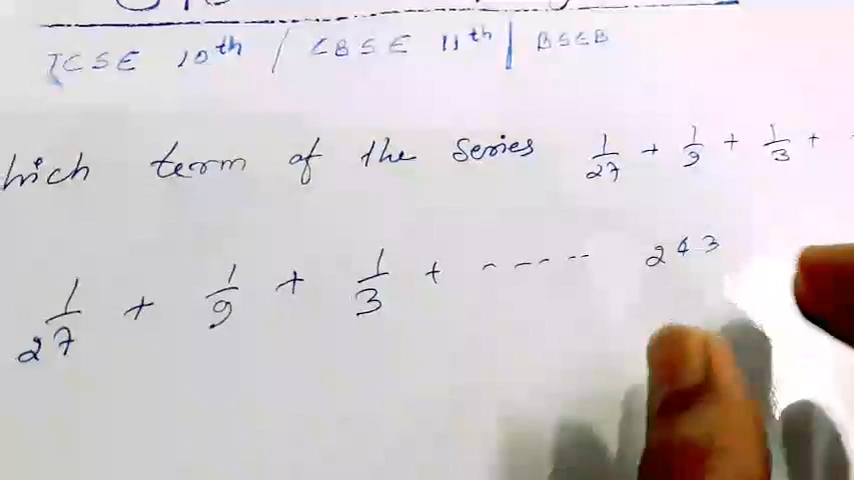 ICSE 10th / CBSE 11th | BSEB
hich term of the series 1/27 + 1/9 + 1/3 +
1/27 + 1/9 + 1/3 + ----- 243